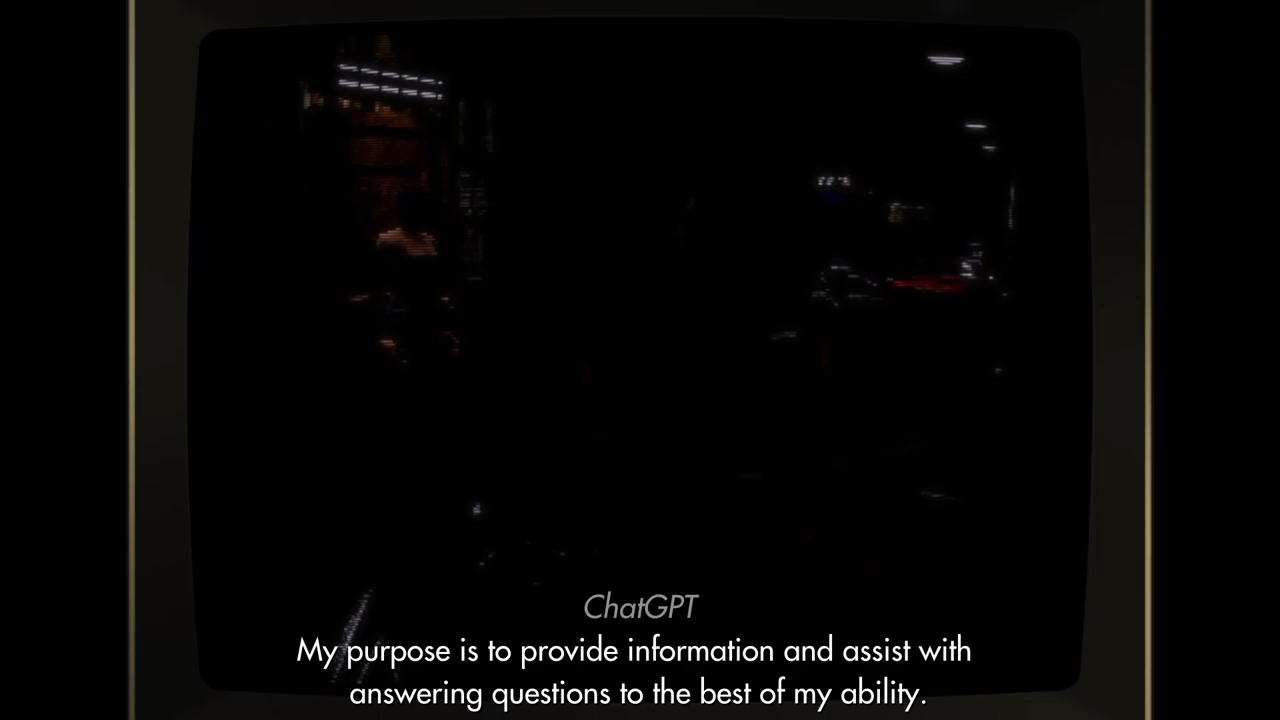 ChatGPT
My purpose is to provide information and assist with
answering questions to the best of my ability.